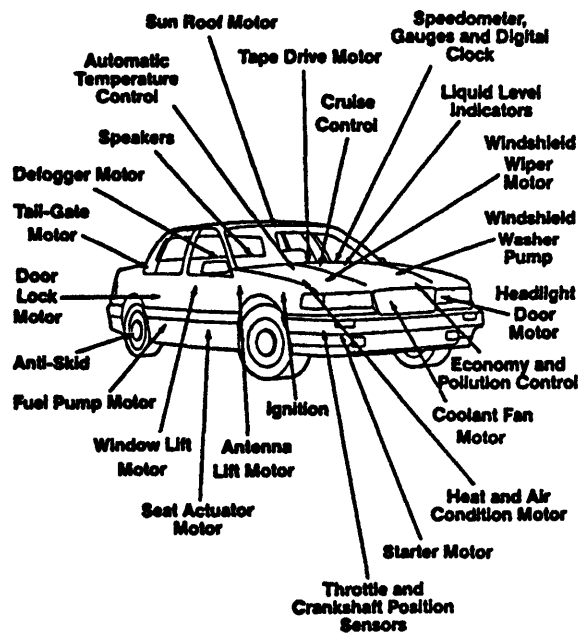 Sun Roof Motor
Speedometer,
Gauges and Digital
Clock
Tape Drive Motor
Automatic
Temperature
Control
Liquid Level
Indicators
Cruise
Control
Speakers
Windshield
Wiper
Motor
Defogger Motor
Tail-Gate
Motor
Windshield
Washer
Pump
Door
Lock
Motor
Headlight
Door
Motor
Anti-Skid
Economy and
Pollution Control
Fuel Pump Motor
Ignition
Coolant Fan
Motor
Window Lift
Motor
Antenna
Lift Motor
Seat Actuator
Motor
Heat and Air
Condition Motor
Starter Motor
Throttle and
Crankshaft Position
Sensors